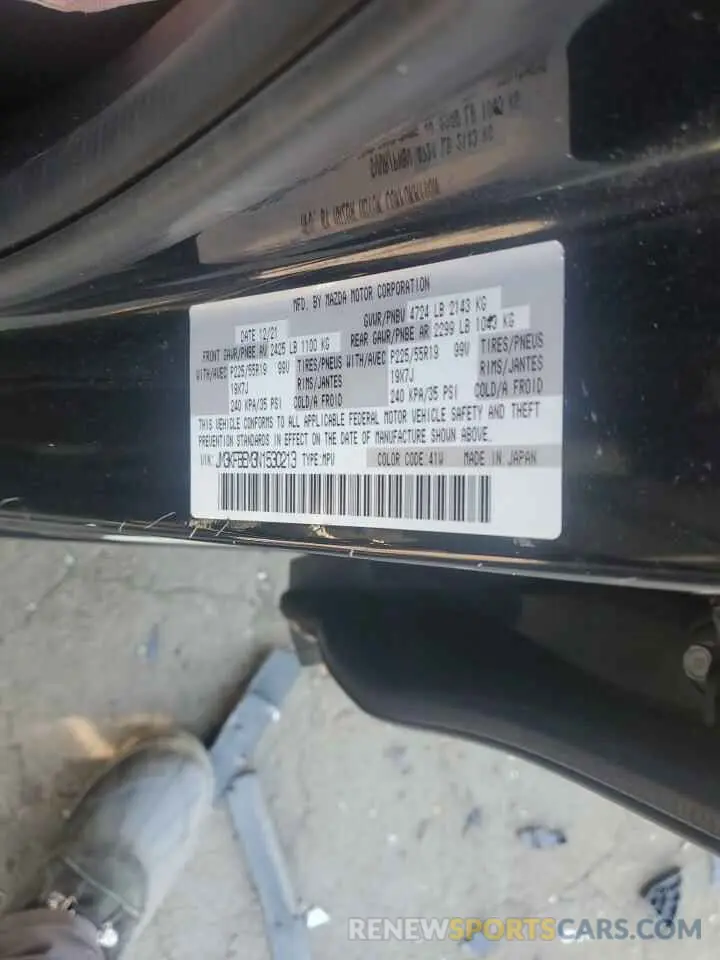 MFD. BY MAZDA MOTOR CORPORATION
DATE 12/21 GVWR/PNBV 4724 LB 2143 KG
FRONT GAWR/PNBE AV 2425 LB 1100 KG REAR GAWR/PNBE AR 2299 LB 1043 KG
WITH/AVEC P225/55R19 99V TIRES/PNEUS WITH/AVEC P225/55R19 99V TIRES/PNEUS
19X7J RIMS/JANTES 19X7J RIMS/JANTES
240 KPA/35 PSI COLD/A FROID 240 KPA/35 PSI COLD/A FROID
THIS VEHICLE CONFORMS TO ALL APPLICABLE FEDERAL MOTOR VEHICLE SAFETY AND THEFT
PREVENTION STANDARDS IN EFFECT ON THE DATE OF MANUFACTURE SHOWN ABOVE.
VIN: JM3KFBEM3N1530213 TYPE:MPV COLOR CODE:41W MADE IN JAPAN
RENEWSPORTSCARS.COM